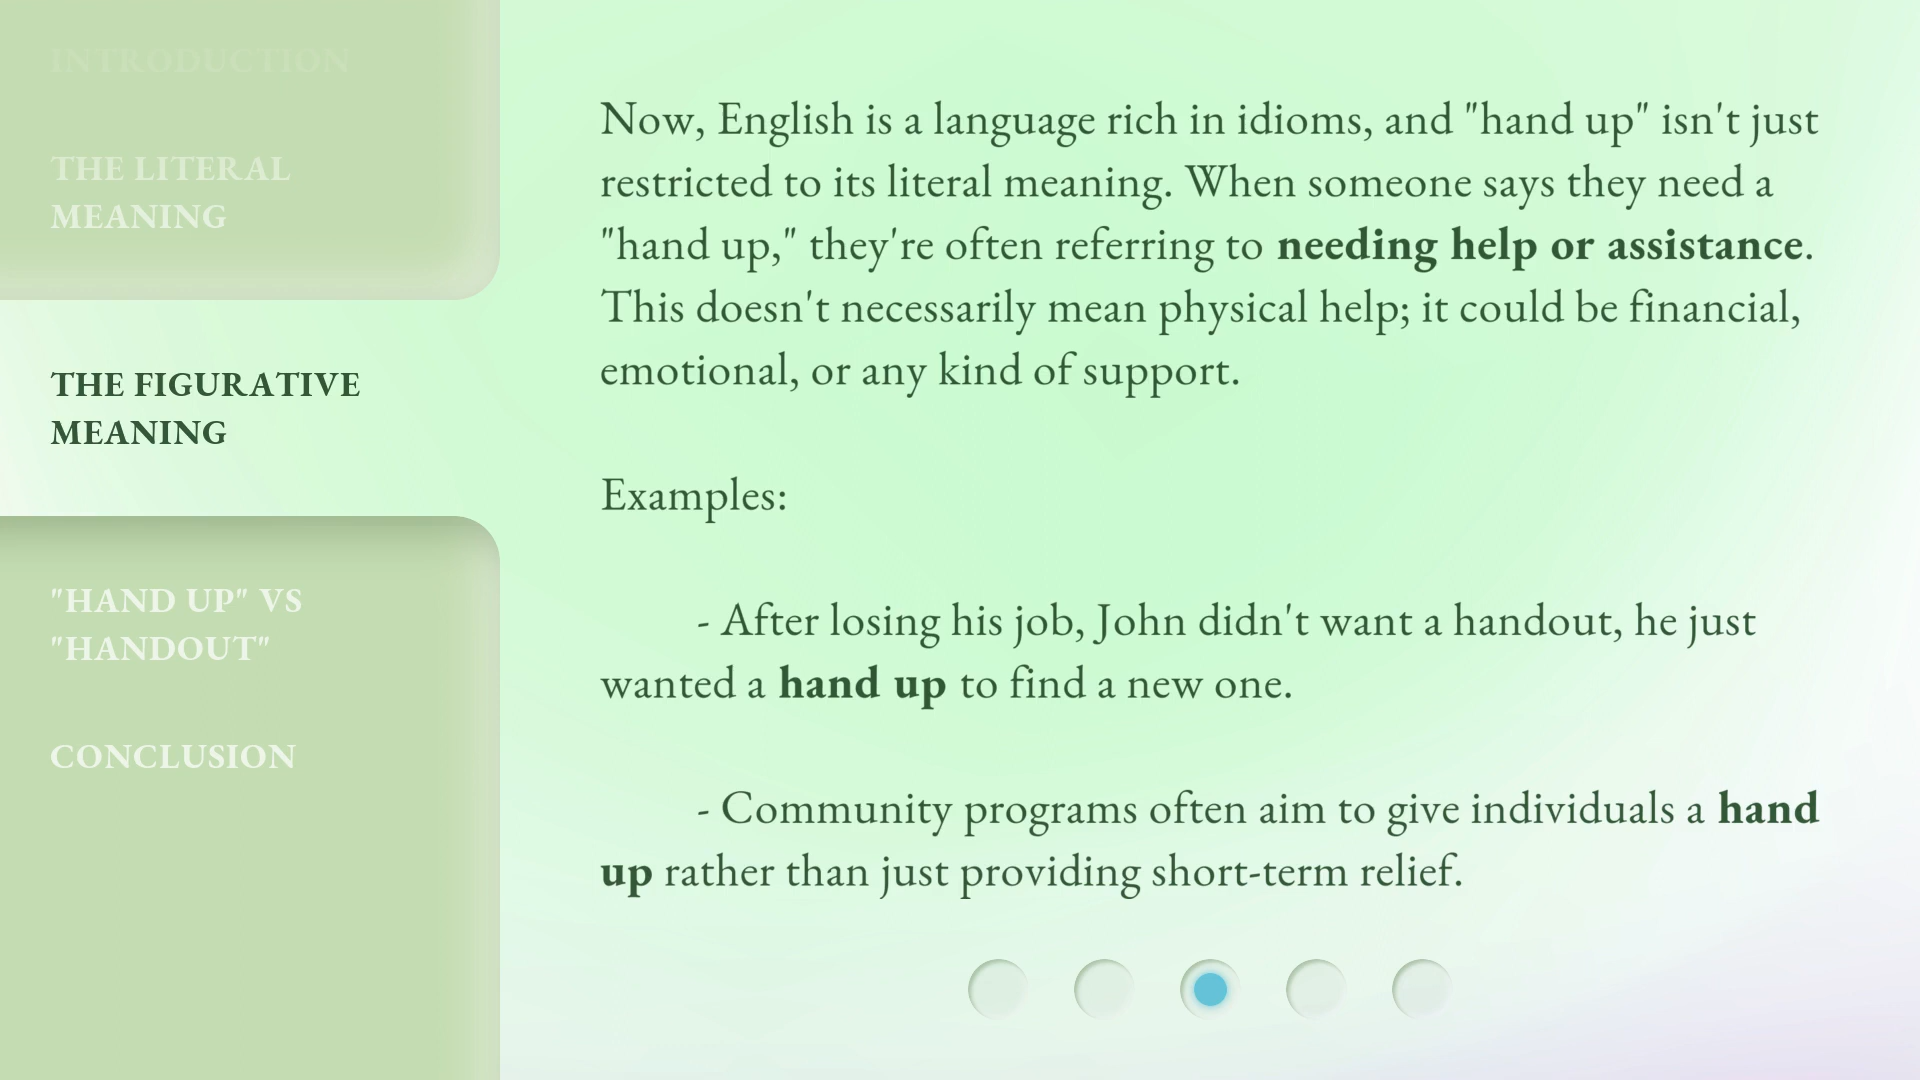 INTRODUCTION
THE LITERAL
MEANING
THE FIGURATIVE
MEANING
"HAND UP" VS
"HANDOUT"
CONCLUSION
Now, English is a language rich in idioms, and "hand up" isn't just
restricted to its literal meaning. When someone says they need a
"hand up," they're often referring to needing help or assistance.
This doesn't necessarily mean physical help; it could be financial,
emotional, or any kind of support.
Examples:
- After losing his job, John didn't want a handout, he just
wanted a hand up to find a new one.
- Community programs often aim to give individuals a hand
up rather than just providing short-term relief.